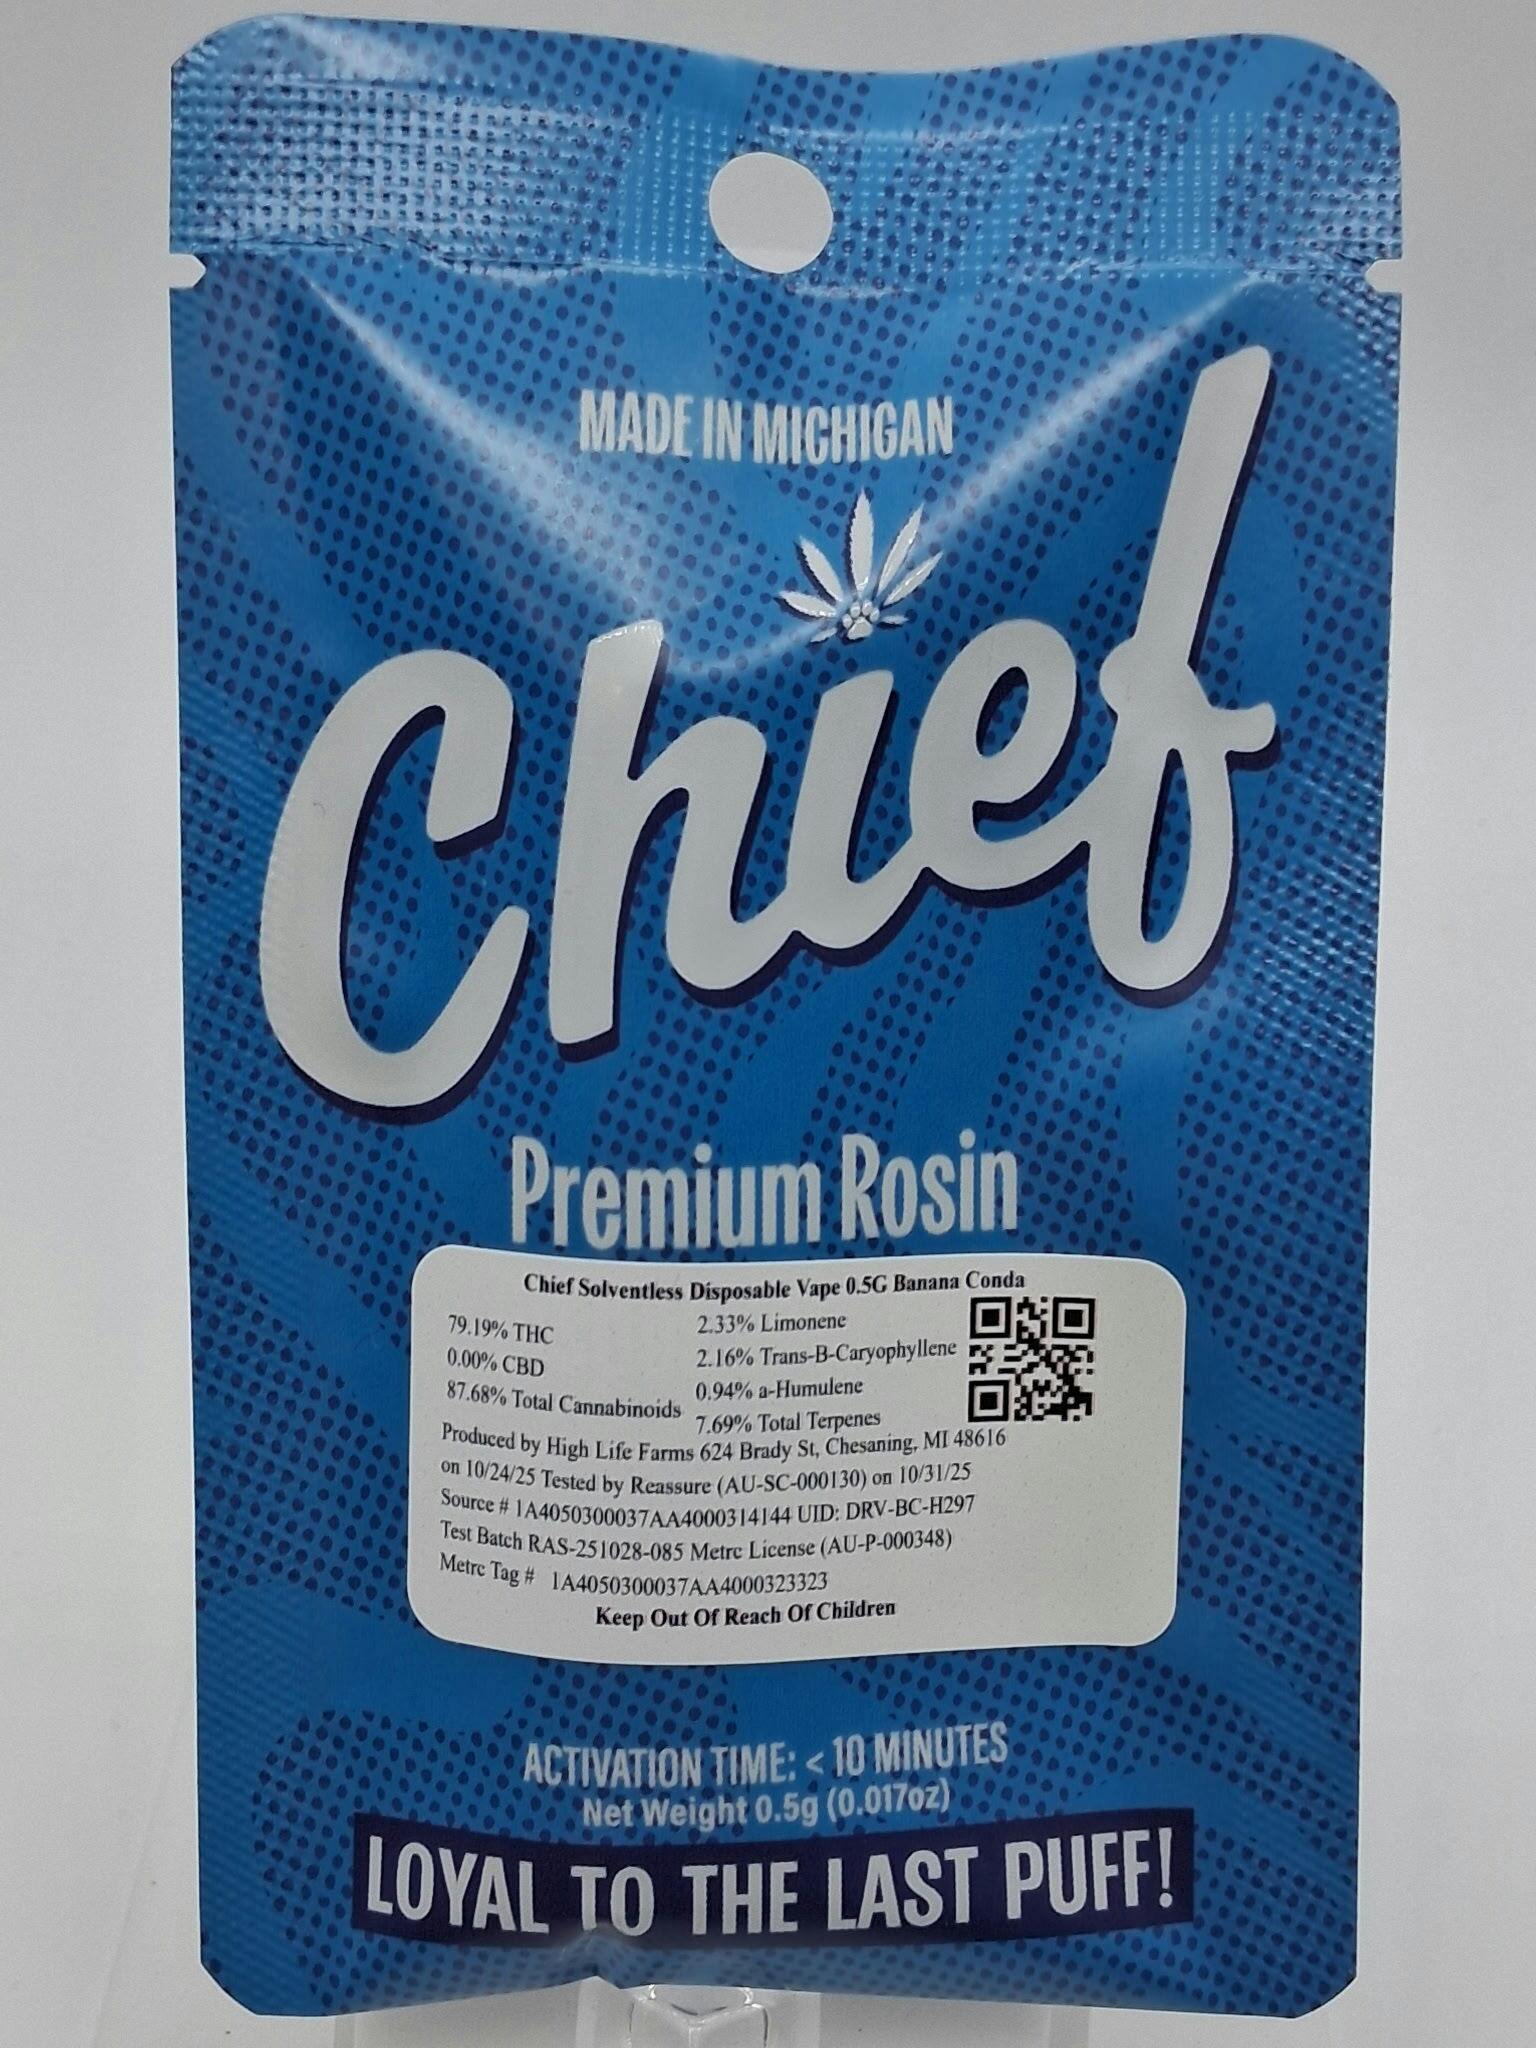 MADE IN MICHIGAN
Chief
Premium Rosin
Chief Solventless Disposable Vape 0.5G Banana Conda
79.19% THC
0.00% CBD
87.68% Total Cannabinoids
2.33% Limonene
2.16% Trans-B-Caryophyllene
0.94% a-Humulene
7.69% Total Terpenes
Produced by High Life Farms 624 Brady St, Chesaning, MI 48616
on 10/24/25 Tested by Reassure (AU-SC-000130) on 10/31/25
Source # 1A4050300037AA4000314144 UID: DRV-BC-H297
Test Batch RAS-251028-085 Metrc License (AU-P-000348)
Metrc Tag # 1A4050300037AA4000323323
Keep Out Of Reach Of Children
ACTIVATION TIME: < 10 MINUTES
Net Weight 0.5g (0.017oz)
LOYAL TO THE LAST PUFF!